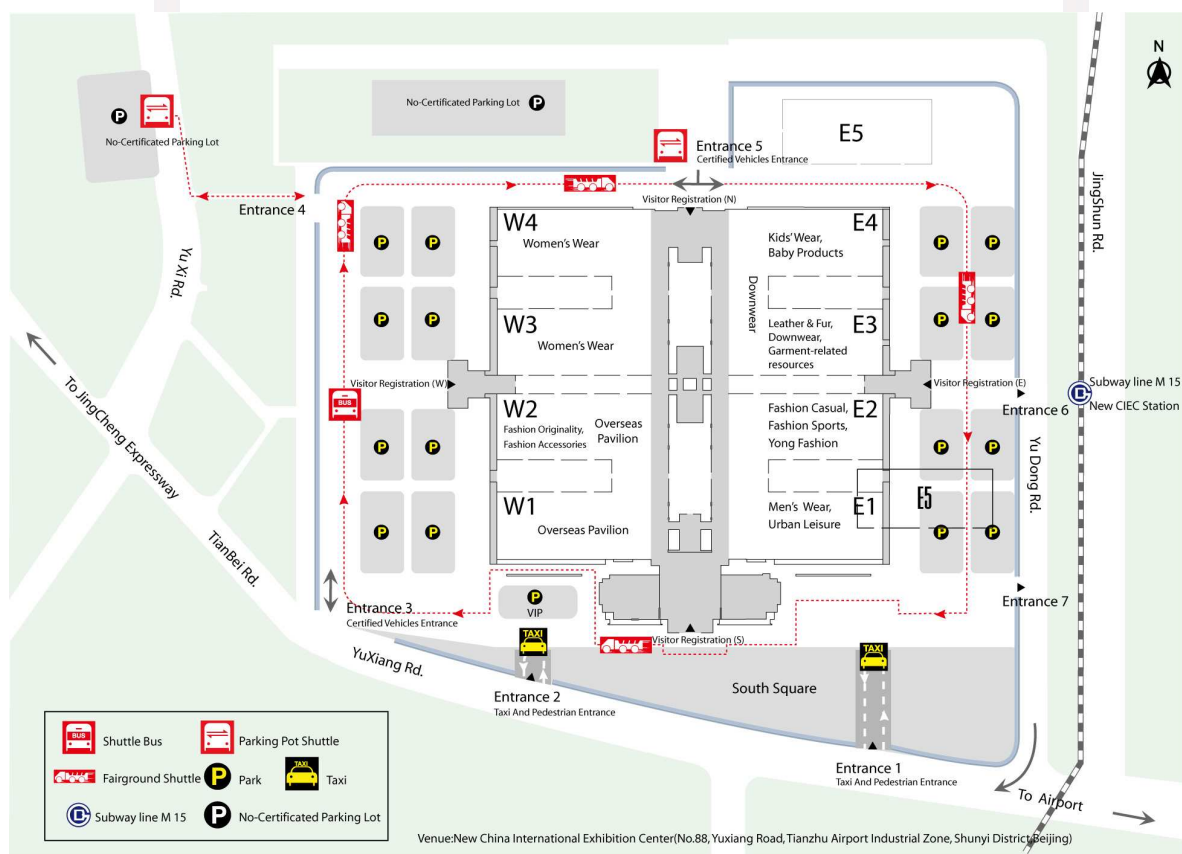 N
No-Certificated Parking Lot
P
P
No-Certificated Parking Lot
E5
Entrance 5
Certified Vehicles Entrance
Entrance 4
Visitor Registration (N)
JingShun Rd.
Yu Xi Rd.
W4
Women's Wear
Kids' Wear,
Baby Products
E4
P
P
P
P
Downwear
W3
Women's Wear
Leather & Fur,
Downwear,
Garment-related
resources
E3
P
P
P
P
Visitor Registration (W)
Visitor Registration (E)
Subway line M 15
New CIEC Station
Entrance 6
BUS
W2
Fashion Originality,
Fashion Accessories
Overseas
Pavilion
Fashion Casual,
Fashion Sports,
Yong Fashion
E2
P
P
P
P
To JingCheng Expressway
TianBei Rd.
Yu Dong Rd.
W1
Overseas Pavilion
Men's Wear,
Urban Leisure
E1
E5
P
P
P
P
Entrance 7
Entrance 3
Certified Vehicles Entrance
P
VIP
TAXI
Visitor Registration (S)
TAXI
YuXiang Rd.
South Square
Entrance 2
Taxi And Pedestrian Entrance
Entrance 1
Taxi And Pedestrian Entrance
To Airport
BUS
Shuttle Bus
Parking Pot Shuttle
Fairground Shuttle
P
Park
TAXI
Taxi
Subway line M 15
P
No-Certificated Parking Lot
Venue:New China International Exhibition Center(No.88, Yuxiang Road, Tianzhu Airport Industrial Zone, Shunyi District, Beijing)